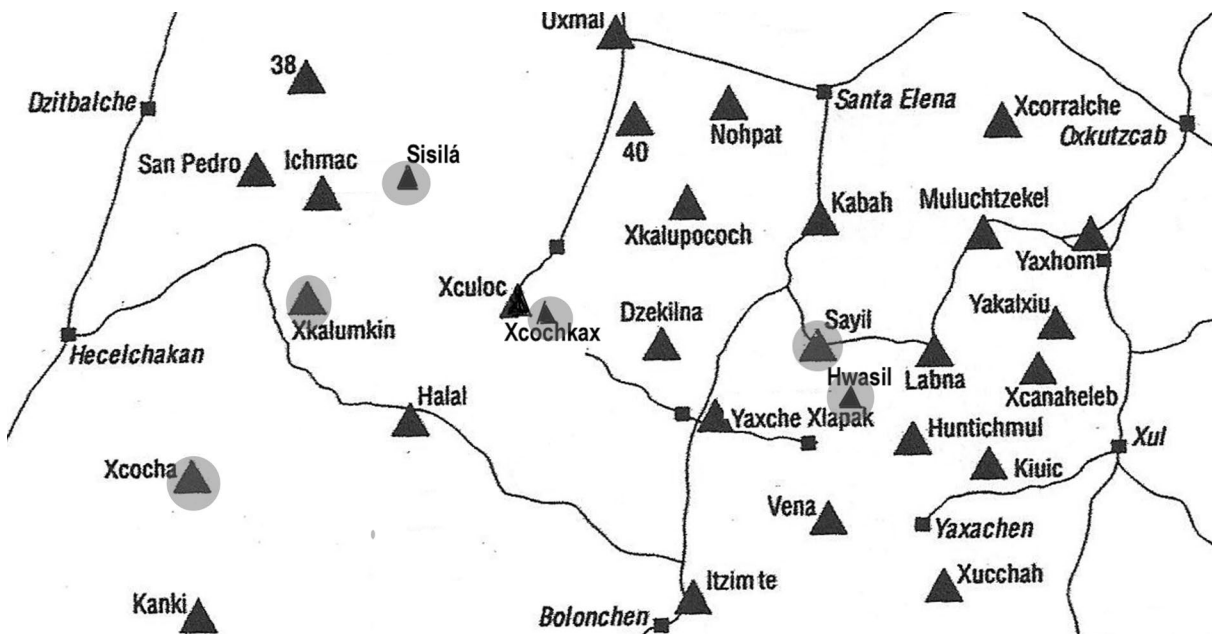 Uxmal
38
Dzitbalche
Santa Elena
Xcorralche
Nohpat
40
Oxkutzcab
San Pedro
Ichmac
Sisilá
Kabah
Muluchtzekel
Xkalupococh
Yaxhom
Xculoc
Xkalumkin
Xcochkax
Dzekilna
Sayil
Yakalxiu
Hecelchakan
Labna
Hwasil
Xcanaheleb
Halal
Yaxche Xlapak
Huntichmul
Xul
Xcocha
Kiuic
Vena
Yaxachen
Xucchah
Kanki
Itzimte
Bolonchen